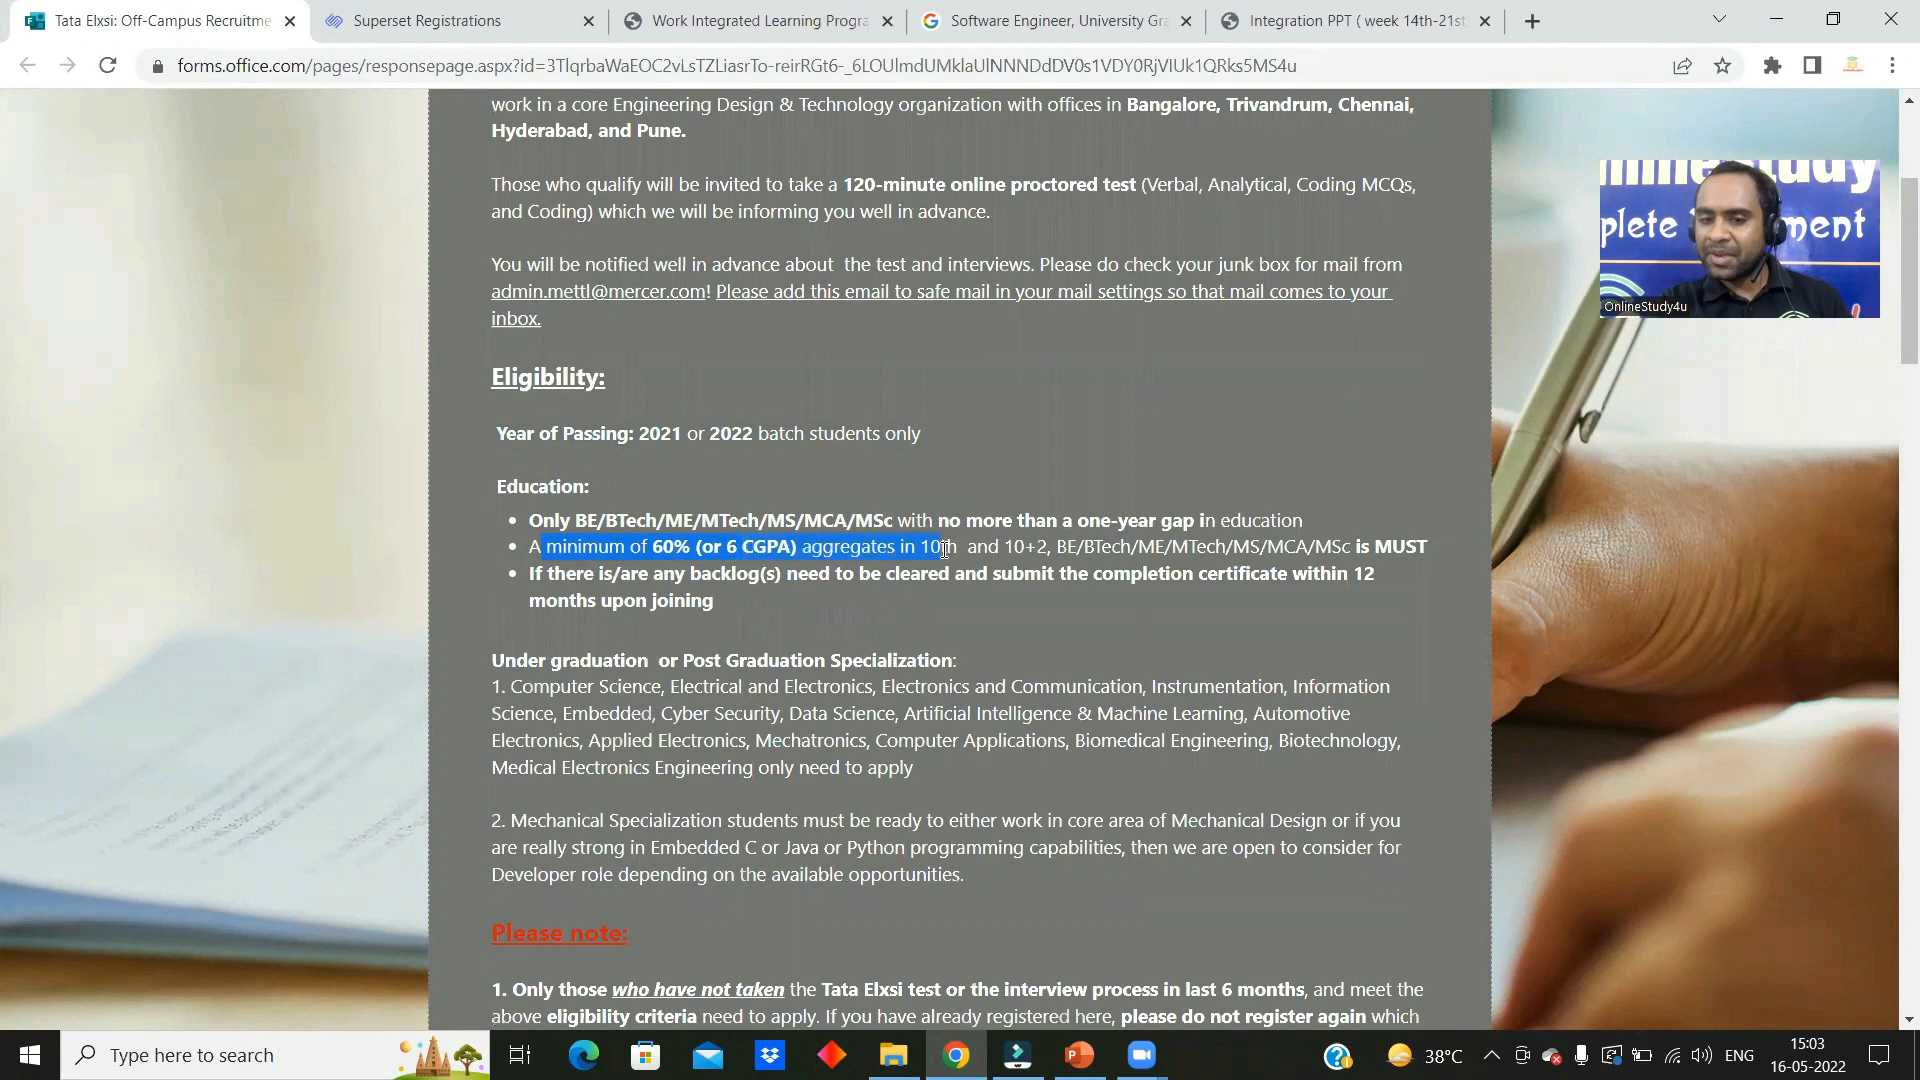 Tata Elxsi: Off-Campus Recruitme
Superset Registrations
Work Integrated Learning Progra
Software Engineer, University Gra
Integration PPT ( week 14th-21st
forms.office.com/pages/responsepage.aspx?id=3TlqrbaWaEOC2vLsTZLiasrTo-reirRGt6-_6LOUlmdUMklaUlNNNDdDV0s1VDY0RjVIUk1QRks5MS4u
work in a core Engineering Design & Technology organization with offices in Bangalore, Trivandrum, Chennai,
Hyderabad, and Pune.
Those who qualify will be invited to take a 120-minute online proctored test (Verbal, Analytical, Coding MCQs,
and Coding) which we will be informing you well in advance.
You will be notified well in advance about the test and interviews. Please do check your junk box for mail from
admin.mettl@mercer.com! Please add this email to safe mail in your mail settings so that mail comes to your
inbox.
Eligibility:
Year of Passing: 2021 or 2022 batch students only
Education:
Only BE/BTech/ME/MTech/MS/MCA/MSc with no more than a one-year gap in education
A minimum of 60% (or 6 CGPA) aggregates in 10th and 10+2, BE/BTech/ME/MTech/MS/MCA/MSc is MUST
If there is/are any backlog(s) need to be cleared and submit the completion certificate within 12
months upon joining
Under graduation or Post Graduation Specialization:
1. Computer Science, Electrical and Electronics, Electronics and Communication, Instrumentation, Information
Science, Embedded, Cyber Security, Data Science, Artificial Intelligence & Machine Learning, Automotive
Electronics, Applied Electronics, Mechatronics, Computer Applications, Biomedical Engineering, Biotechnology,
Medical Electronics Engineering only need to apply
2. Mechanical Specialization students must be ready to either work in core area of Mechanical Design or if you
are really strong in Embedded C or Java or Python programming capabilities, then we are open to consider for
Developer role depending on the available opportunities.
Please note:
1. Only those who have not taken the Tata Elxsi test or the interview process in last 6 months, and meet the
above eligibility criteria need to apply. If you have already registered here, please do not register again which
OnlineStudy4u
Type here to search
38°C
ENG
15:03
16-05-2022